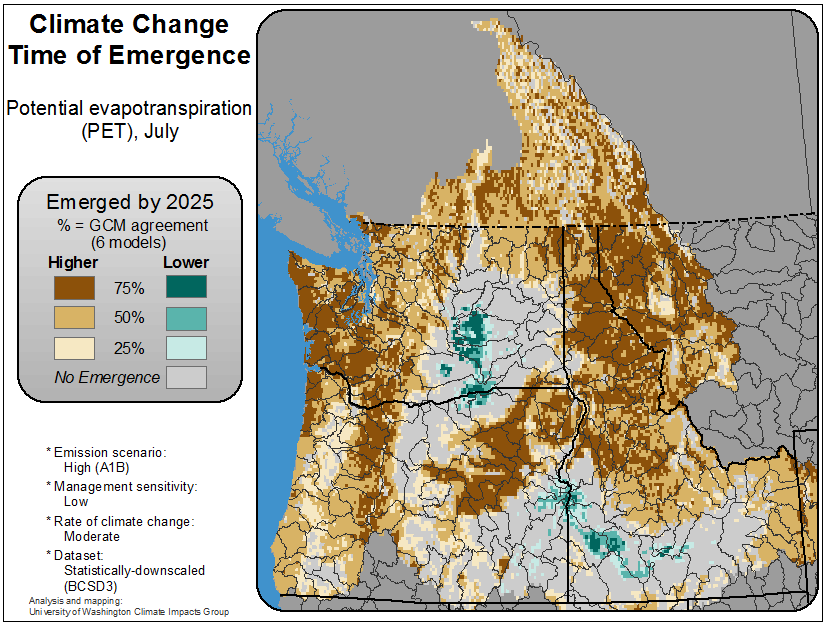 Climate Change
Time of Emergence
Potential evapotranspiration
(PET), July
Emerged by 2025
% = GCM agreement
(6 models)
Higher Lower
75%
50%
25%
No Emergence
* Emission scenario:
High (A1B)
* Management sensitivity:
Low
* Rate of climate change:
Moderate
* Dataset:
Statistically-downscaled
(BCSD3)
Analysis and mapping:
University of Washington Climate Impacts Group